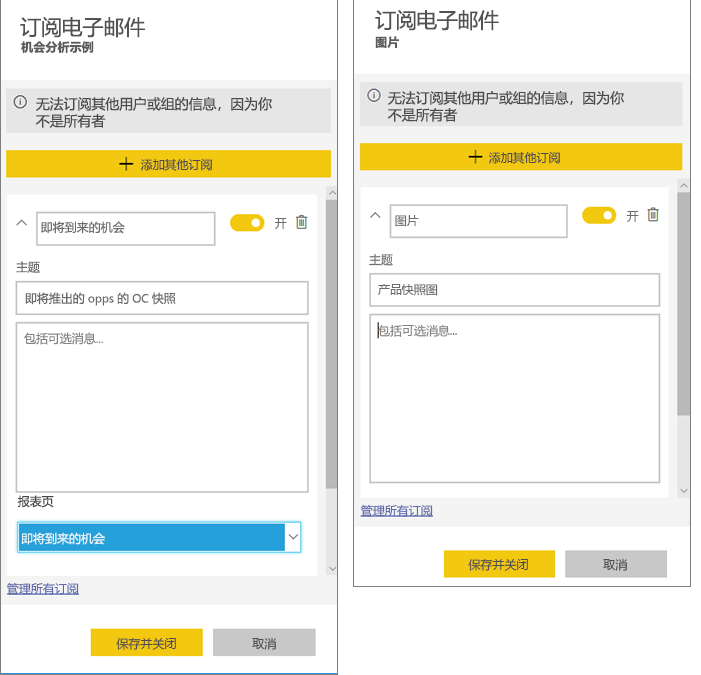 订阅电子邮件
机会分析示例
无法订阅其他用户或组的信息，因为你
不是所有者
添加其他订阅
即将到来的机会
开
主题
即将推出的 opps 的 OC 快照
包括可选消息...
报表页
即将到来的机会
管理所有订阅
保存并关闭
取消
订阅电子邮件
图片
无法订阅其他用户或组的信息，因为你
不是所有者
添加其他订阅
图片
开
主题
产品快照图
包括可选消息...
管理所有订阅
保存并关闭
取消